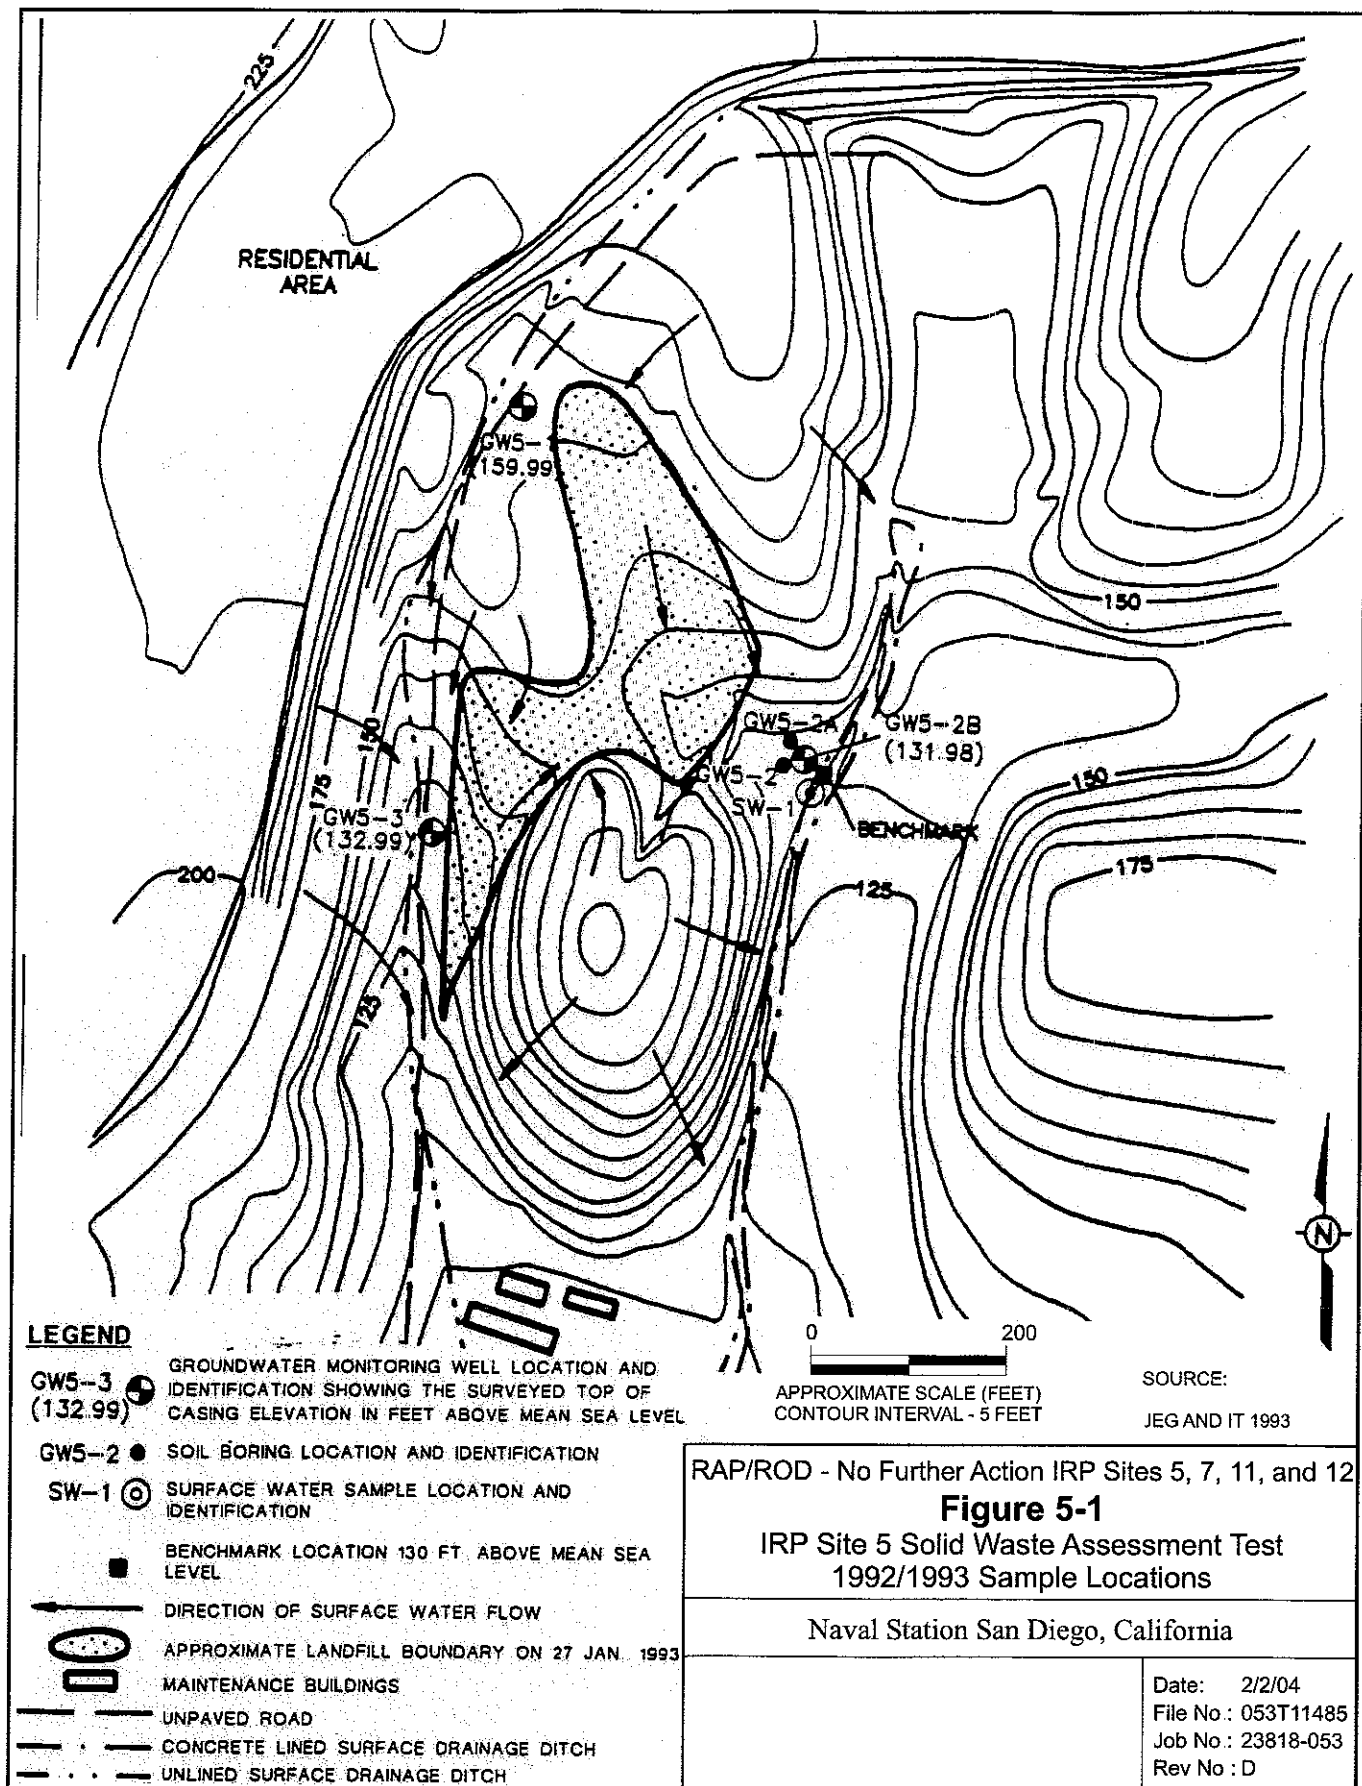 225
RESIDENTIAL
AREA
GW5-1
(159.99
150
GW5-2A
GW5-2B
(131.98)
GW5-2
SW-1
BENCHMARK
150
175
150
175
GW5-3
(132.99)
200
125
125
N
LEGEND
GW5-3
(132.99)
GROUNDWATER MONITORING WELL LOCATION AND
IDENTIFICATION SHOWING THE SURVEYED TOP OF
CASING ELEVATION IN FEET ABOVE MEAN SEA LEVEL
GW5-2
SOIL BORING LOCATION AND IDENTIFICATION
SW-1
SURFACE WATER SAMPLE LOCATION AND
IDENTIFICATION
BENCHMARK LOCATION 130 FT. ABOVE MEAN SEA
LEVEL
DIRECTION OF SURFACE WATER FLOW
APPROXIMATE LANDFILL BOUNDARY ON 27 JAN. 1993
MAINTENANCE BUILDINGS
UNPAVED ROAD
CONCRETE LINED SURFACE DRAINAGE DITCH
UNLINED SURFACE DRAINAGE DITCH
0 200
APPROXIMATE SCALE (FEET)
CONTOUR INTERVAL - 5 FEET
SOURCE:
JEG AND IT 1993
RAP/ROD - No Further Action IRP Sites 5, 7, 11, and 12
Figure 5-1
IRP Site 5 Solid Waste Assessment Test
1992/1993 Sample Locations
Naval Station San Diego, California
Date: 2/2/04
File No.: 053T11485
Job No.: 23818-053
Rev No : D